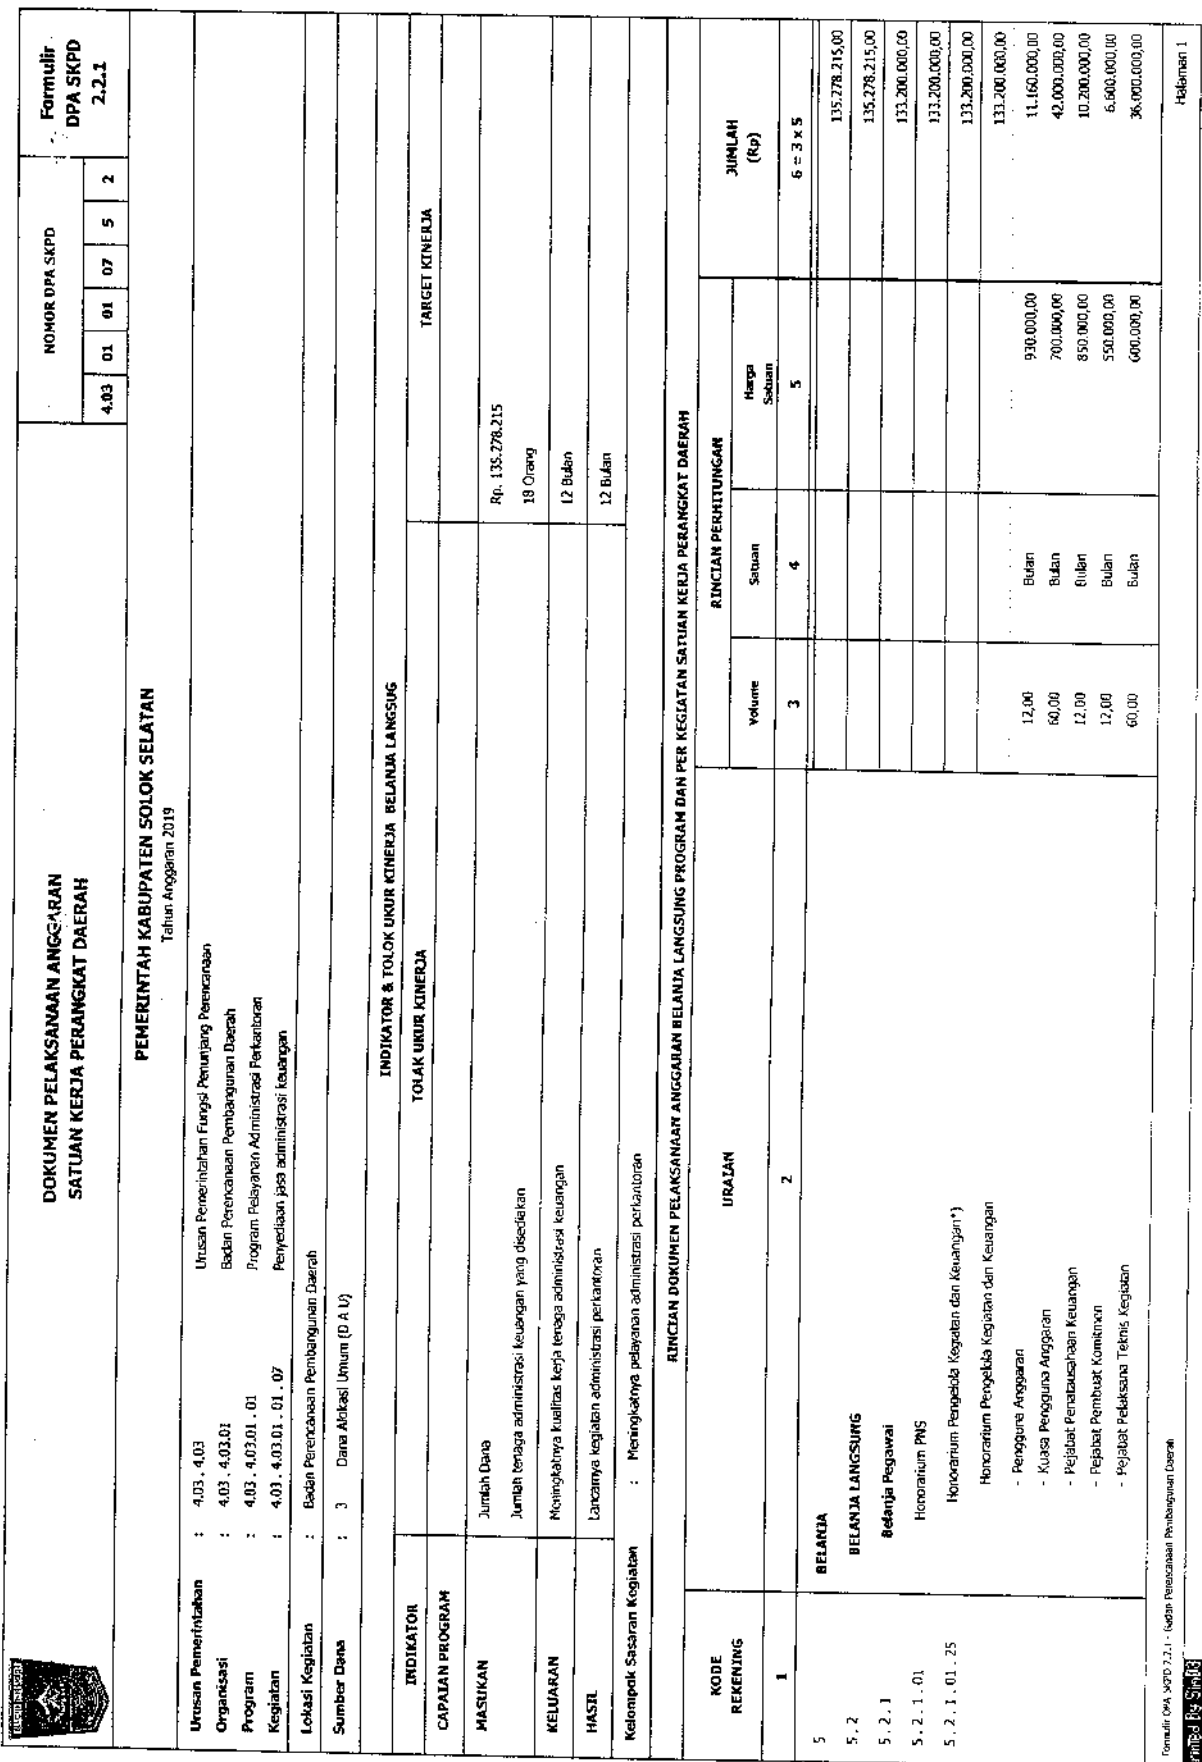 DOKUMEN PELAKSANAAN ANGGARAN
SATUAN KERJA PERANGKAT DAERAH
NOMOR DPA SKPD
4.03 01 01 07 5 2
Formulir
DPA SKPD
2.2.1
PEMERINTAH KABUPATEN SOLOK SELATAN
Tahun Anggaran 2019
Urusan Pemerintahan : 4.03 . 4.03 Urusan Pemerintahan Fungsi Penunjang Perencanaan
Organisasi : 4.03 . 4.03.01 Badan Perencanaan Pembangunan Daerah
Program : 4.03 . 4.03.01 . 01 Program Pelayanan Administrasi Perkantoran
Kegiatan : 4.03 . 4.03.01 . 01 . 07 Penyediaan jasa administrasi keuangan
Lokasi Kegiatan : Badan Perencanaan Pembangunan Daerah
Sumber Dana : 3 Dana Alokasi Umum (D A U)
INDIKATOR & TOLOK UKUR KINERJA BELANJA LANGSUG
INDIKATOR TOLAK UKUR KINERJA TARGET KINERJA
CAPAIAN PROGRAM
MASUKAN Jumlah Dana Rp. 135.278.215
Jumlah tenaga administrasi keuangan yang disediakan 18 Orang
KELUARAN Meningkatnya kualitas kerja tenaga administrasi keuangan 12 Bulan
HASIL Lancarnya kegiatan administrasi perkantoran 12 Bulan
Kelompok Sasaran Kegiatan : Meningkatnya pelayanan administrasi perkantoran
RINCIAN DOKUMEN PELAKSANAAN ANGGARAN BELANJA LANGSUNG PROGRAM DAN PER KEGIATAN SATUAN KERJA PERANGKAT DAERAH
KODE REKENING URAIAN RINCIAN PERHITUNGAN JUMLAH (Rp)
Volume Satuan Harga Satuan
1 2 3 4 5 6 = 3 x 5
5 BELANJA 135.278.215,00
5 . 2 BELANJA LANGSUNG 135.278.215,00
5 . 2 . 1 Belanja Pegawai 133.200.000,00
5 . 2 . 1 . 01 Honorarium PNS 133.200.000,00
5 . 2 . 1 . 01 . 25 Honorarium Pengelola Kegiatan dan Keuangan*) 133.200.000,00
Honorarium Pengelola Kegiatan dan Keuangan 133.200.000,00
- Pengguna Anggaran 12,00 Bulan 930.000,00 11.160.000,00
- Kuasa Pengguna Anggaran 60,00 Bulan 700.000,00 42.000.000,00
- Pejabat Penatausahaan Keuangan 12,00 Bulan 850.000,00 10.200.000,00
- Pejabat Pembuat Komitmen 12,00 Bulan 550.000,00 6.600.000,00
- Pejabat Pelaksana Teknis Kegiatan 60,00 Bulan 600.000,00 36.000.000,00
Formulir DPA SKPD 2.2.1 - Badan Perencanaan Pembangunan Daerah
Halaman 1